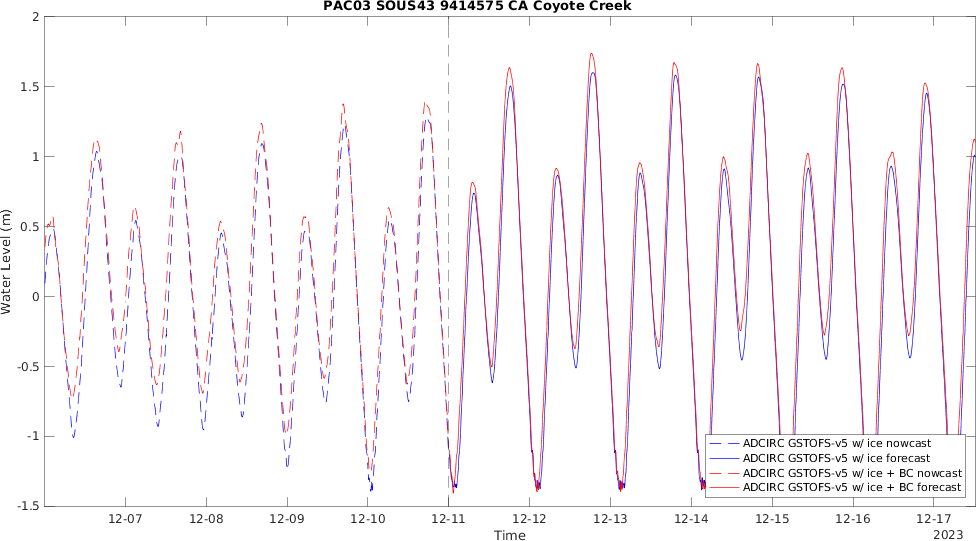 PAC03 SOUS43 9414575 CA Coyote Creek
2
1.5
1
0.5
0
-0.5
-1
-1.5
Water Level (m)
12-07 12-08 12-09 12-10 12-11 12-12 12-13 12-14 12-15 12-16 12-17
Time
2023
ADCIRC GSTOFS-v5 w/ ice nowcast
ADCIRC GSTOFS-v5 w/ ice forecast
ADCIRC GSTOFS-v5 w/ ice + BC nowcast
ADCIRC GSTOFS-v5 w/ ice + BC forecast